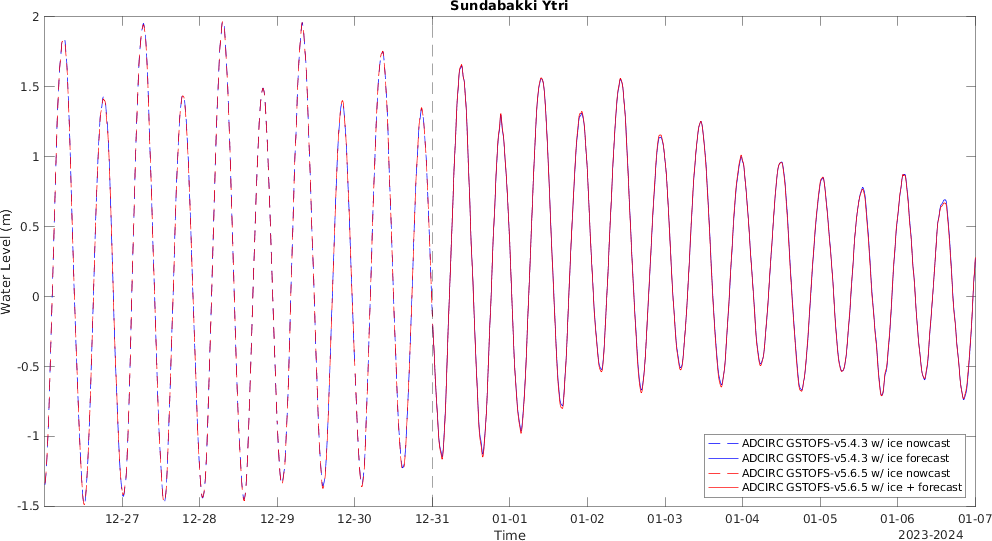 Sundabakki Ytri
Water Level (m)
2
1.5
1
0.5
0
-0.5
-1
-1.5
12-27 12-28 12-29 12-30 12-31 01-01 01-02 01-03 01-04 01-05 01-06 01-07
Time
2023-2024
ADCIRC GSTOFS-v5.4.3 w/ ice nowcast
ADCIRC GSTOFS-v5.4.3 w/ ice forecast
ADCIRC GSTOFS-v5.6.5 w/ ice nowcast
ADCIRC GSTOFS-v5.6.5 w/ ice + forecast